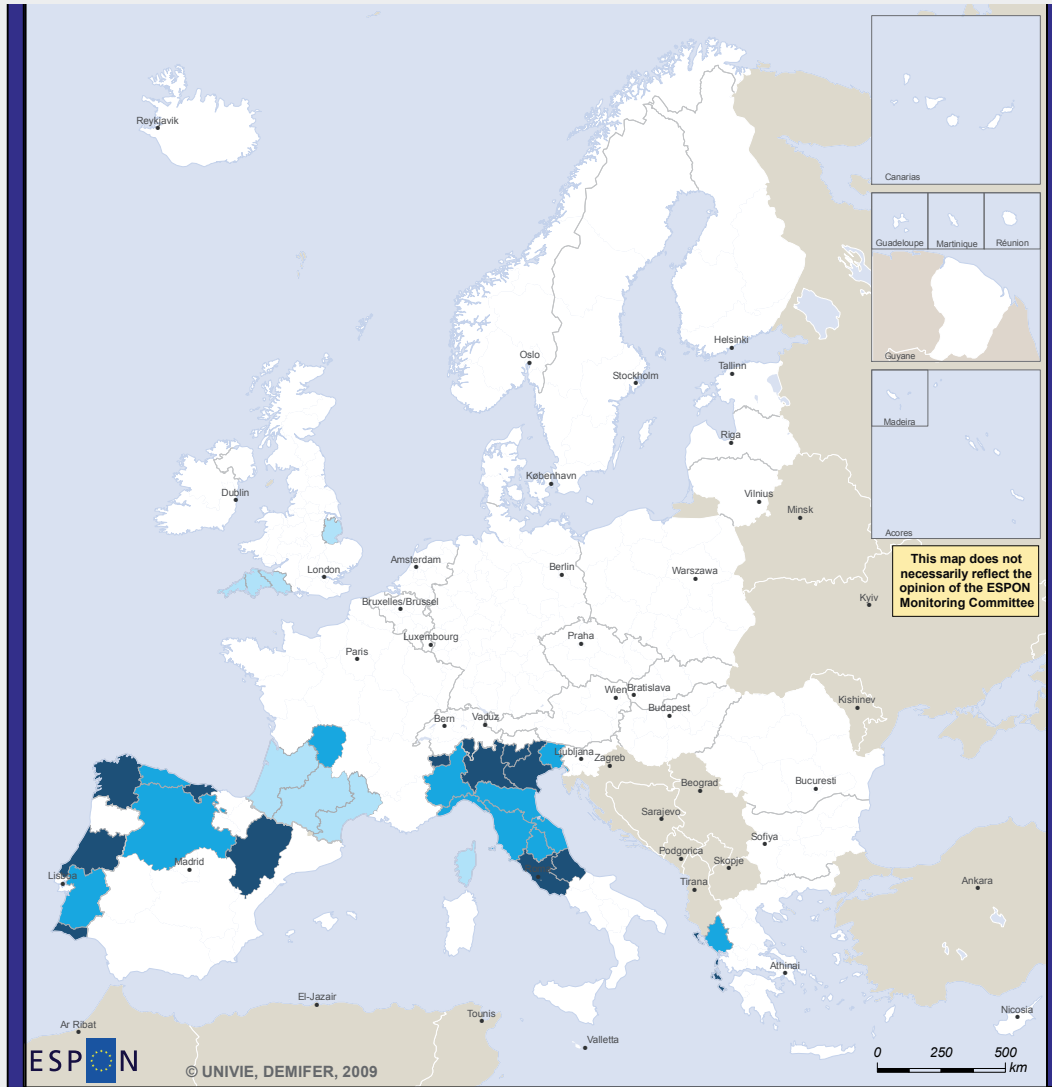 Reykjavik
Canarias
Guadeloupe
Martinique
Réunion
Guyane
Helsinki
Tallinn
Oslo
Stockholm
Madeira
Riga
København
Vilnius
Dublin
Minsk
Acores
This map does not
necessarily reflect the
opinion of the ESPON
Monitoring Committee
Amsterdam
London
Berlin
Warszawa
Bruxelles/Brussel
Kyiv
Luxembourg
Praha
Paris
Wien
Bratislava
Kishinev
Budapest
Bern
Vaduz
Ljubljana
Zagreb
Beograd
Bucuresti
Sarajevo
Sofiya
Podgorica
Skopje
Madrid
Lisboa
Tirana
Ankara
Athinai
El-Jazair
Tounis
Nicosia
Ar Ribat
Valletta
ESPON
© UNIVIE, DEMIFER, 2009
0 250 500
km